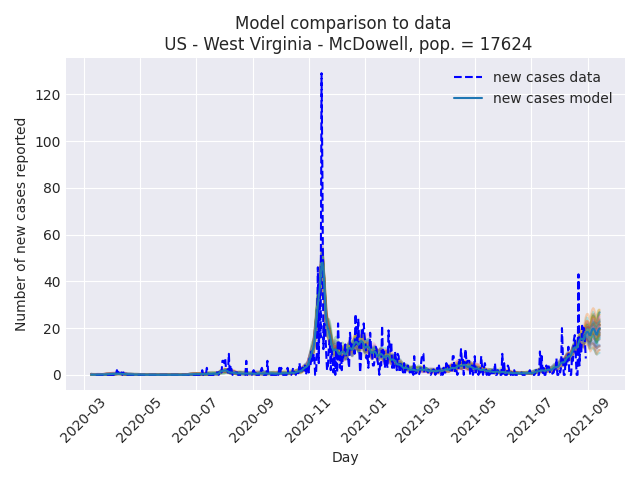 Model comparison to data
US - West Virginia - McDowell, pop. = 17624
new cases data
new cases model
Number of new cases reported
120
100
80
60
40
20
0
2020-03
2020-05
2020-07
2020-09
2020-11
2021-01
2021-03
2021-05
2021-07
2021-09
Day